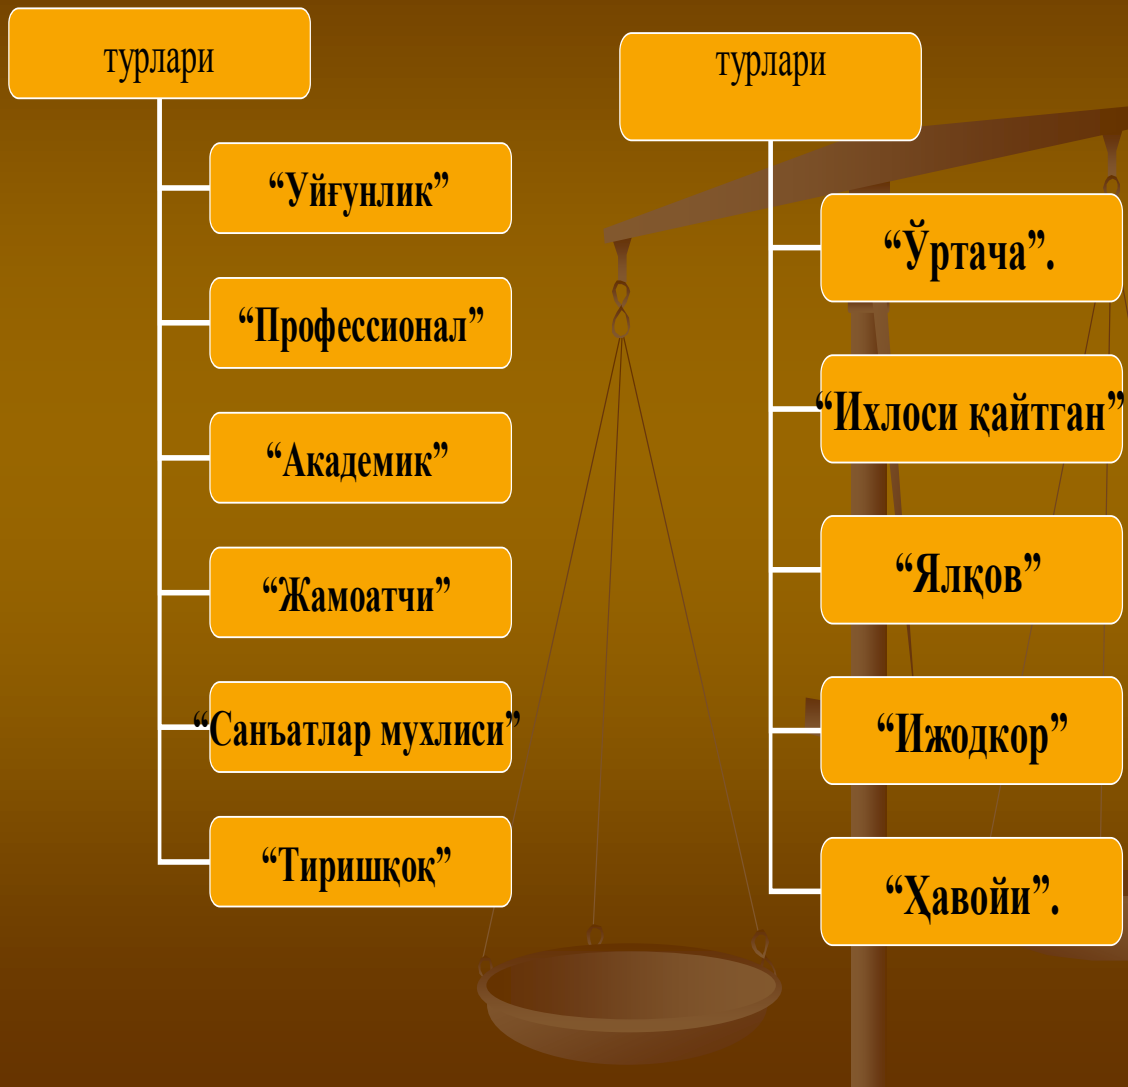 турлари
“Уйғунлик”
“Профессионал”
“Академик”
“Жамоатчи”
“Санъатлар мухлиси”
“Тиришқоқ”
турлари
“Ўртача”.
“Ихлоси қайтган”
“Ялқов”
“Ижодкор”
“Ҳавойи”.